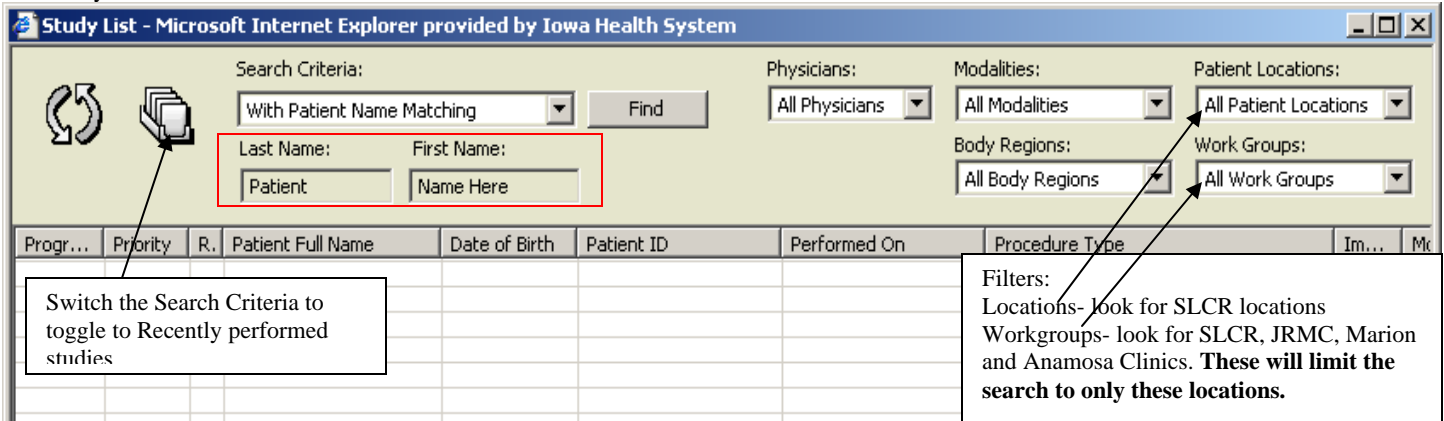 Study List - Microsoft Internet Explorer provided by Iowa Health System
Search Criteria:
Physicians:
Modalities:
Patient Locations:
With Patient Name Matching
Find
All Physicians
All Modalities
All Patient Locations
Last Name:
First Name:
Body Regions:
Work Groups:
Patient
Name Here
All Body Regions
All Work Groups
Progr... Priority R. Patient Full Name Date of Birth Patient ID Performed On Procedure Type Im...
Switch the Search Criteria to
toggle to Recently performed
studies
Filters:
Locations- look for SLCR locations
Workgroups- look for SLCR, JRMC, Marion
and Anamosa Clinics. These will limit the
search to only these locations.